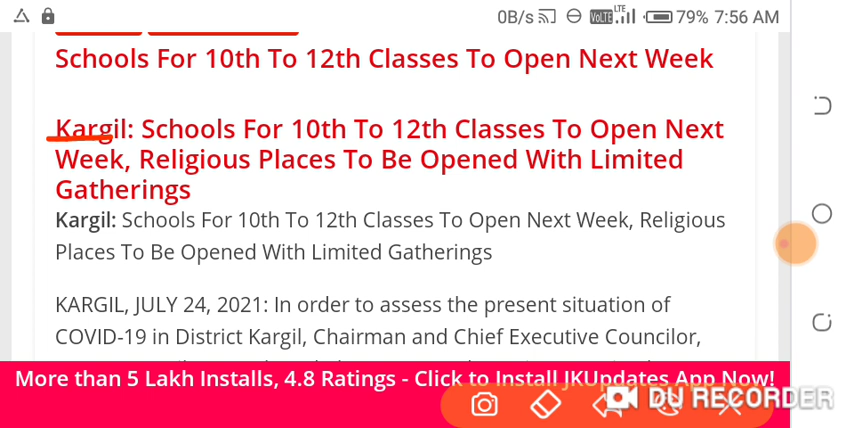 0B/s VoLTE LTE 79% 7:56 AM
Schools For 10th To 12th Classes To Open Next Week
Kargil: Schools For 10th To 12th Classes To Open Next
Week, Religious Places To Be Opened With Limited
Gatherings
Kargil: Schools For 10th To 12th Classes To Open Next Week, Religious
Places To Be Opened With Limited Gatherings
KARGIL, JULY 24, 2021: In order to assess the present situation of
COVID-19 in District Kargil, Chairman and Chief Executive Councilor,
More than 5 Lakh Installs, 4.8 Ratings - Click to Install JKUpdates App Now!
DU RECORDER